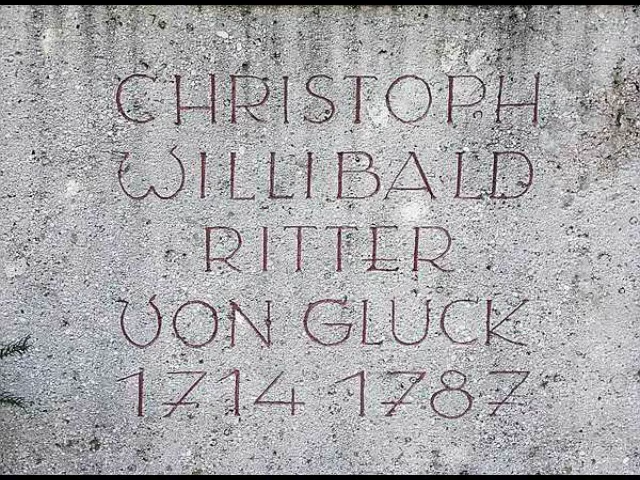 CHRISTOPH
WILLIBALD
RITTER
VON GLUCK
1714 1787